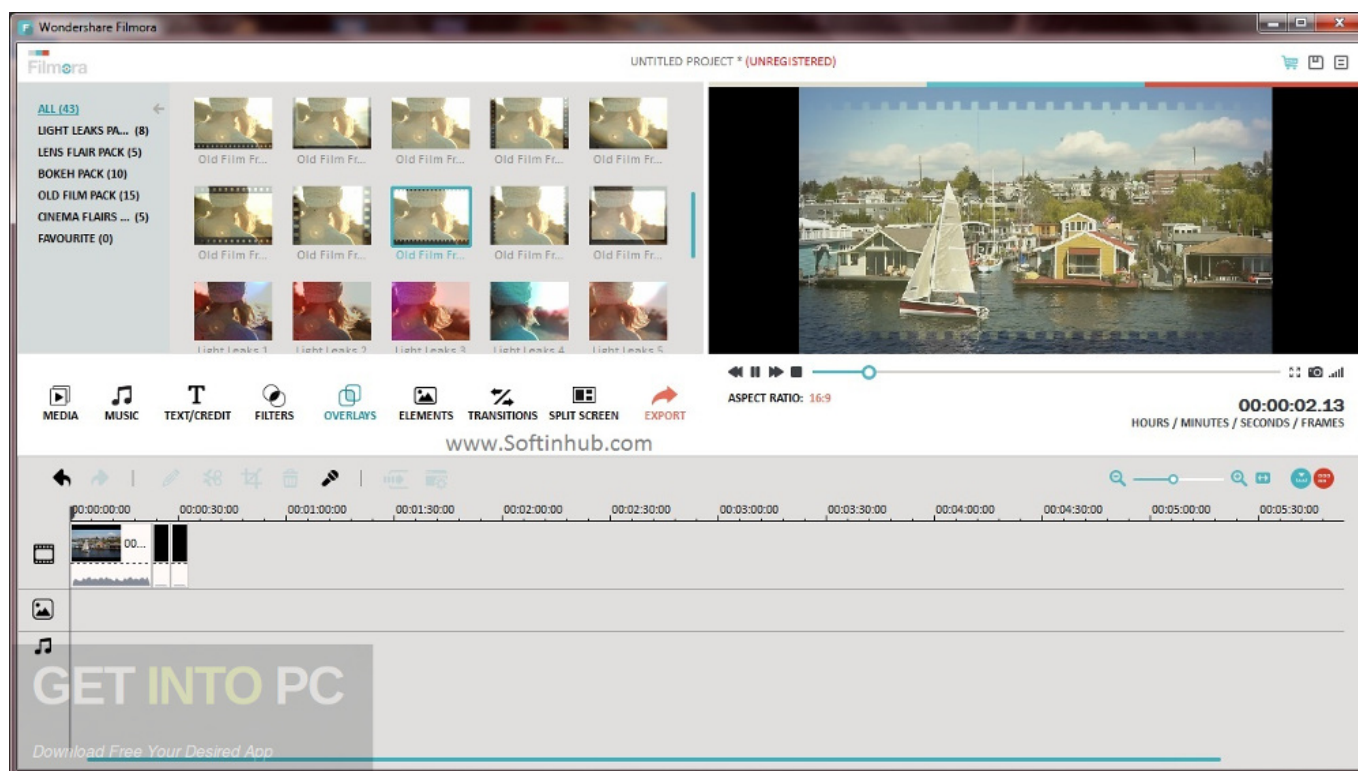 Wondershare Filmora
Filmora
UNTITLED PROJECT * (UNREGISTERED)
ALL (43)
LIGHT LEAKS PA... (8)
LENS FLAIR PACK (5)
BOKEH PACK (10)
OLD FILM PACK (15)
CINEMA FLAIRS ... (5)
FAVOURITE (0)
Old Film Fr... Old Film Fr... Old Film Fr... Old Film Fr... Old Film Fr...
Old Film Fr... Old Film Fr... Old Film Fr... Old Film Fr... Old Film Fr...
Light Leaks 1 Light Leaks 2 Light Leaks 3 Light Leaks 4 Light Leaks 5
MEDIA MUSIC TEXT/CREDIT FILTERS OVERLAYS ELEMENTS TRANSITIONS SPLIT SCREEN EXPORT
ASPECT RATIO: 16:9
00:00:02.13
HOURS / MINUTES / SECONDS / FRAMES
www.Softinhub.com
00:00:00:00 00:00:30:00 00:01:00:00 00:01:30:00 00:02:00:00 00:02:30:00 00:03:00:00 00:03:30:00 00:04:00:00 00:04:30:00 00:05:00:00 00:05:30:00
00...
GET INTO PC
Download Free Your Desired App